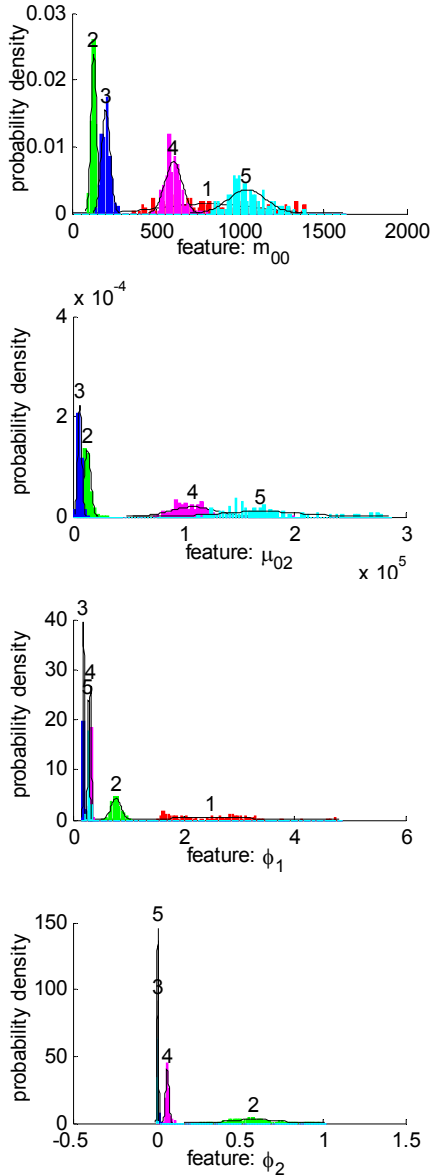 0.03
2
0.02
3
probability density
0.01
4
1
5
0
0 500 1000 1500 2000
feature: m00
x 10-4
4
probability density
3
2
2
4
5
0
0 1 2 3
feature: μ02
x 105
40
3
30
4
5
20
probability density
10
2
1
0
0 2 4 6
feature: ϕ1
150
5
100
3
probability density
50
4
2
0
-0.5 0 0.5 1 1.5
feature: ϕ2